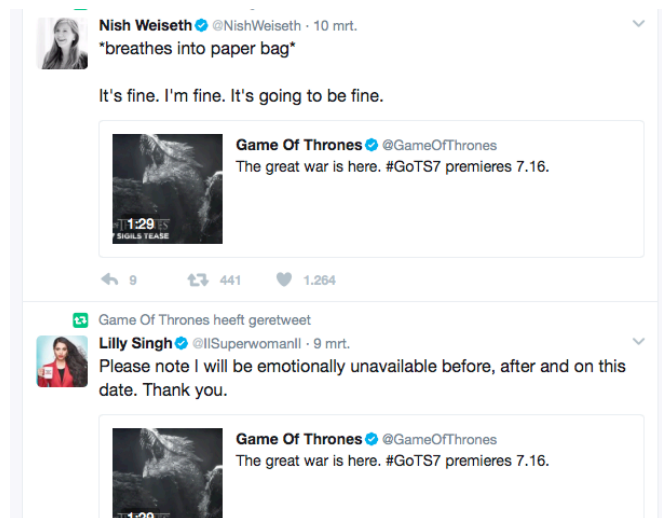 Nish Weiseth @NishWeiseth · 10 mrt.
*breathes into paper bag*
It's fine. I'm fine. It's going to be fine.
Game Of Thrones @GameOfThrones
The great war is here. #GoTS7 premieres 7.16.
1:29
SIGILS TEASE
9 441 1.264
Game Of Thrones heeft geretweet
Lilly Singh @IISuperwomanII · 9 mrt.
Please note I will be emotionally unavailable before, after and on this
date. Thank you.
Game Of Thrones @GameOfThrones
The great war is here. #GoTS7 premieres 7.16.
1:29